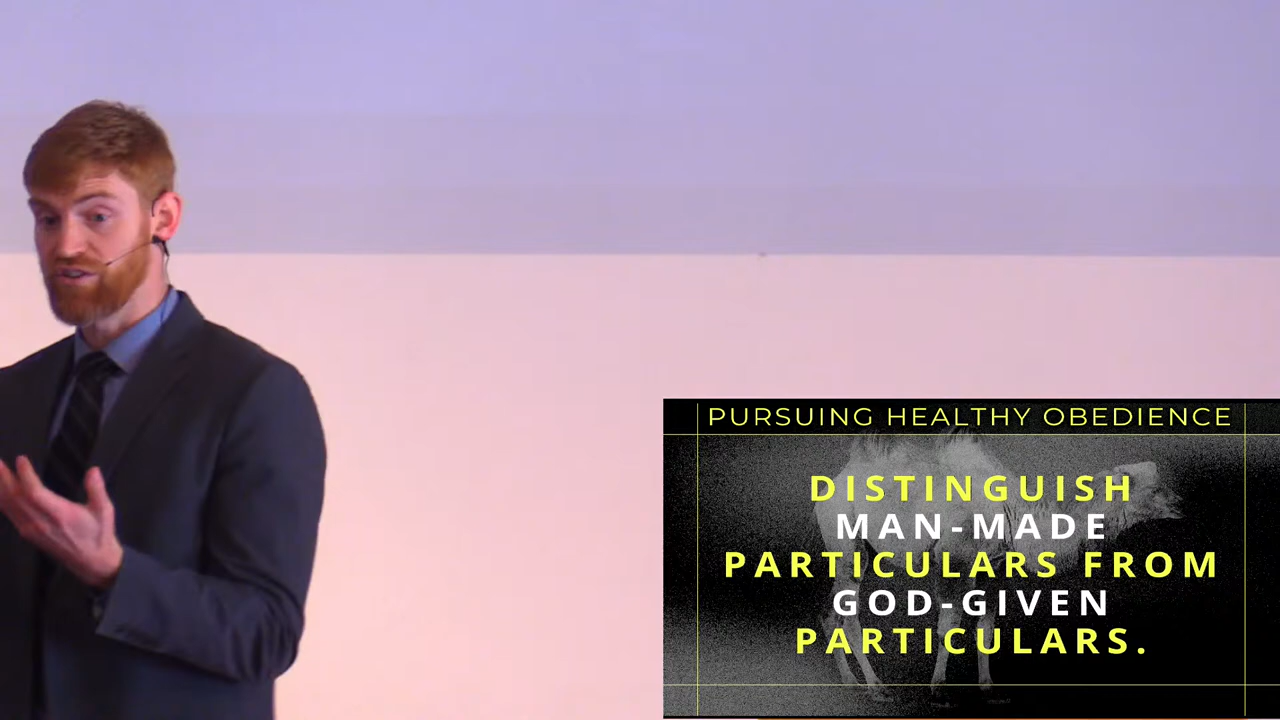 PURSUING HEALTHY OBEDIENCE
DISTINGUISH
MAN-MADE
PARTICULARS FROM
GOD-GIVEN
PARTICULARS.